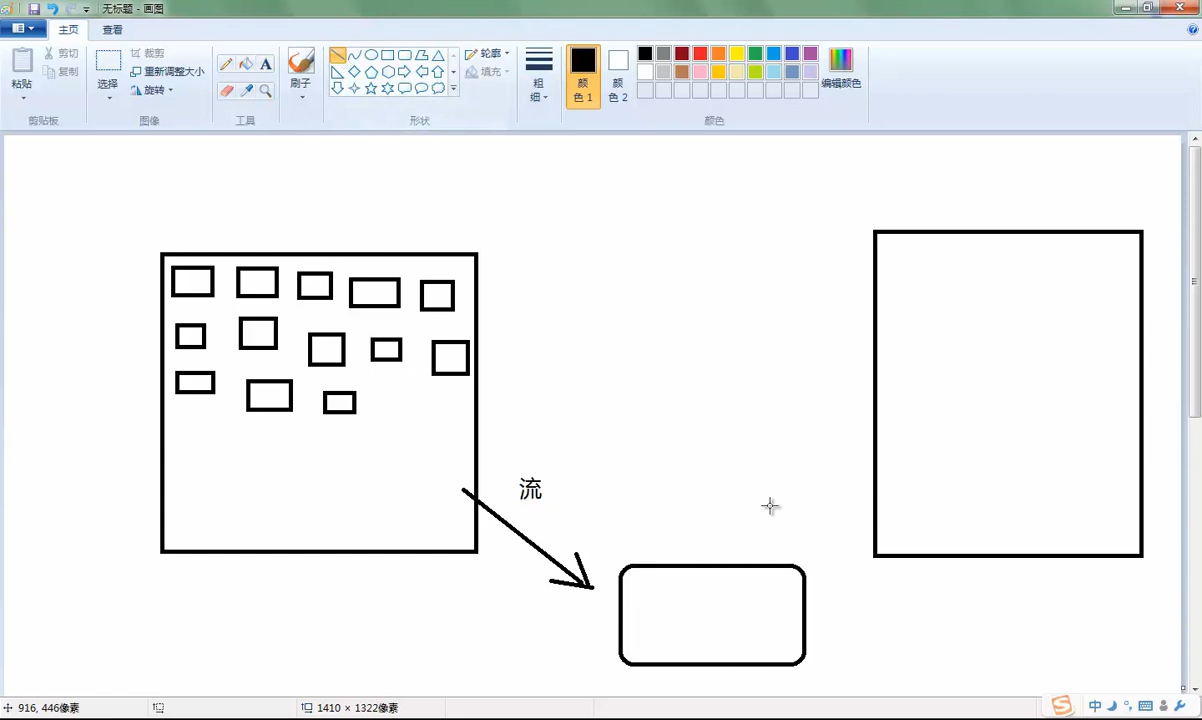 无标题 - 画图
主页 查看
粘贴 剪切 复制 选择 裁剪 重新调整大小 旋转 A 刷子 轮廓 填充 粗细 颜色 1 颜色 2 编辑颜色
剪贴板 图像 工具 形状 颜色
流
916, 446像素 1410 × 1322像素 中